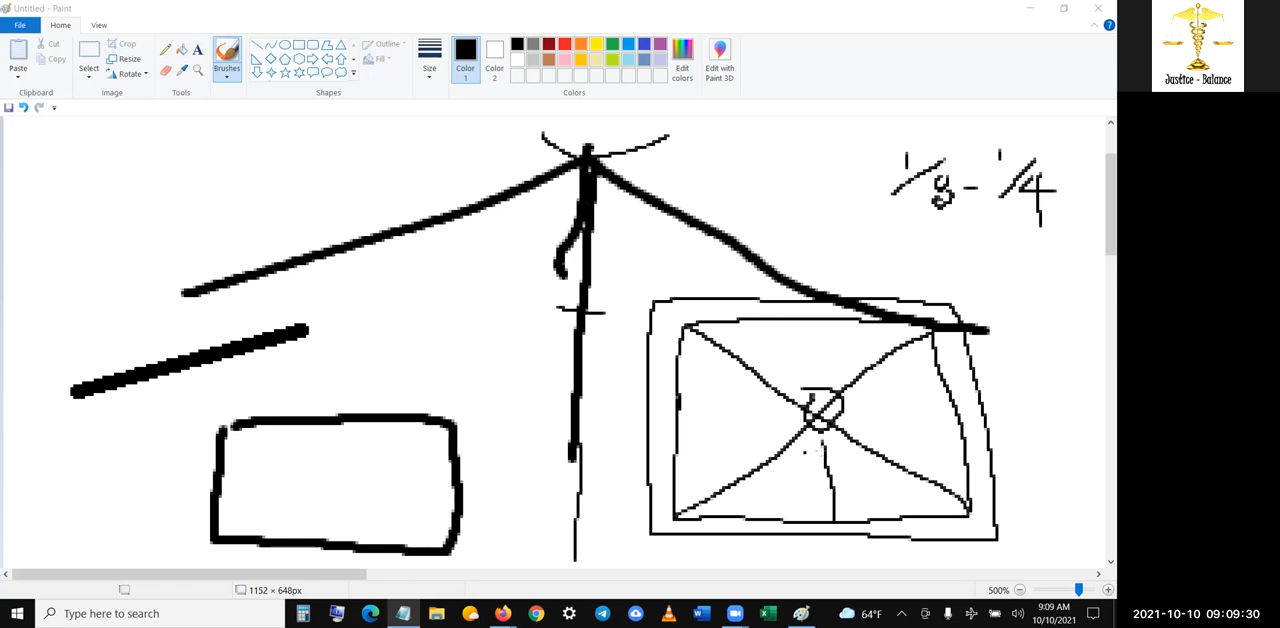 Untitled - Paint
File Home View
Paste
Cut
Copy
Clipboard
Select
Crop
Resize
Rotate
Image
Tools
Brushes
Shapes
Outline
Fill
Size
Color 1
Color 2
Edit colors
Edit with Paint 3D
Colors
Justice - Balance
1/8 - 1/4
1152 × 648px
500%
Type here to search
64°F
9:09 AM
10/10/2021
2021-10-10 09:09:30